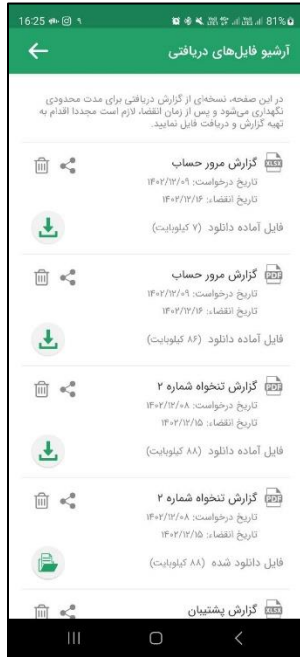 16:25
81%
آرشیو فایل‌های دریافتی
در این صفحه، نسخه‌ای از گزارش دریافتی برای مدت محدودی
نگهداری می‌شود و پس از زمان انقضا، لازم است مجددا اقدام به
تهیه گزارش و دریافت فایل نمایید.
XLSX گزارش مرور حساب
تاریخ درخواست: ۱۴۰۲/۱۲/۰۹
تاریخ انقضاء: ۱۴۰۲/۱۲/۱۶
فایل آماده دانلود (۷ کیلوبایت)
PDF گزارش مرور حساب
تاریخ درخواست: ۱۴۰۲/۱۲/۰۹
تاریخ انقضاء: ۱۴۰۲/۱۲/۱۶
فایل آماده دانلود (۸۶ کیلوبایت)
PDF گزارش تنخواه شماره ۲
تاریخ درخواست: ۱۴۰۲/۱۲/۰۸
تاریخ انقضاء: ۱۴۰۲/۱۲/۱۵
فایل آماده دانلود (۸۸ کیلوبایت)
PDF گزارش تنخواه شماره ۲
تاریخ درخواست: ۱۴۰۲/۱۲/۰۸
تاریخ انقضاء: ۱۴۰۲/۱۲/۱۵
فایل دانلود شده (۸۸ کیلوبایت)
PDF گزارش پشتیبان